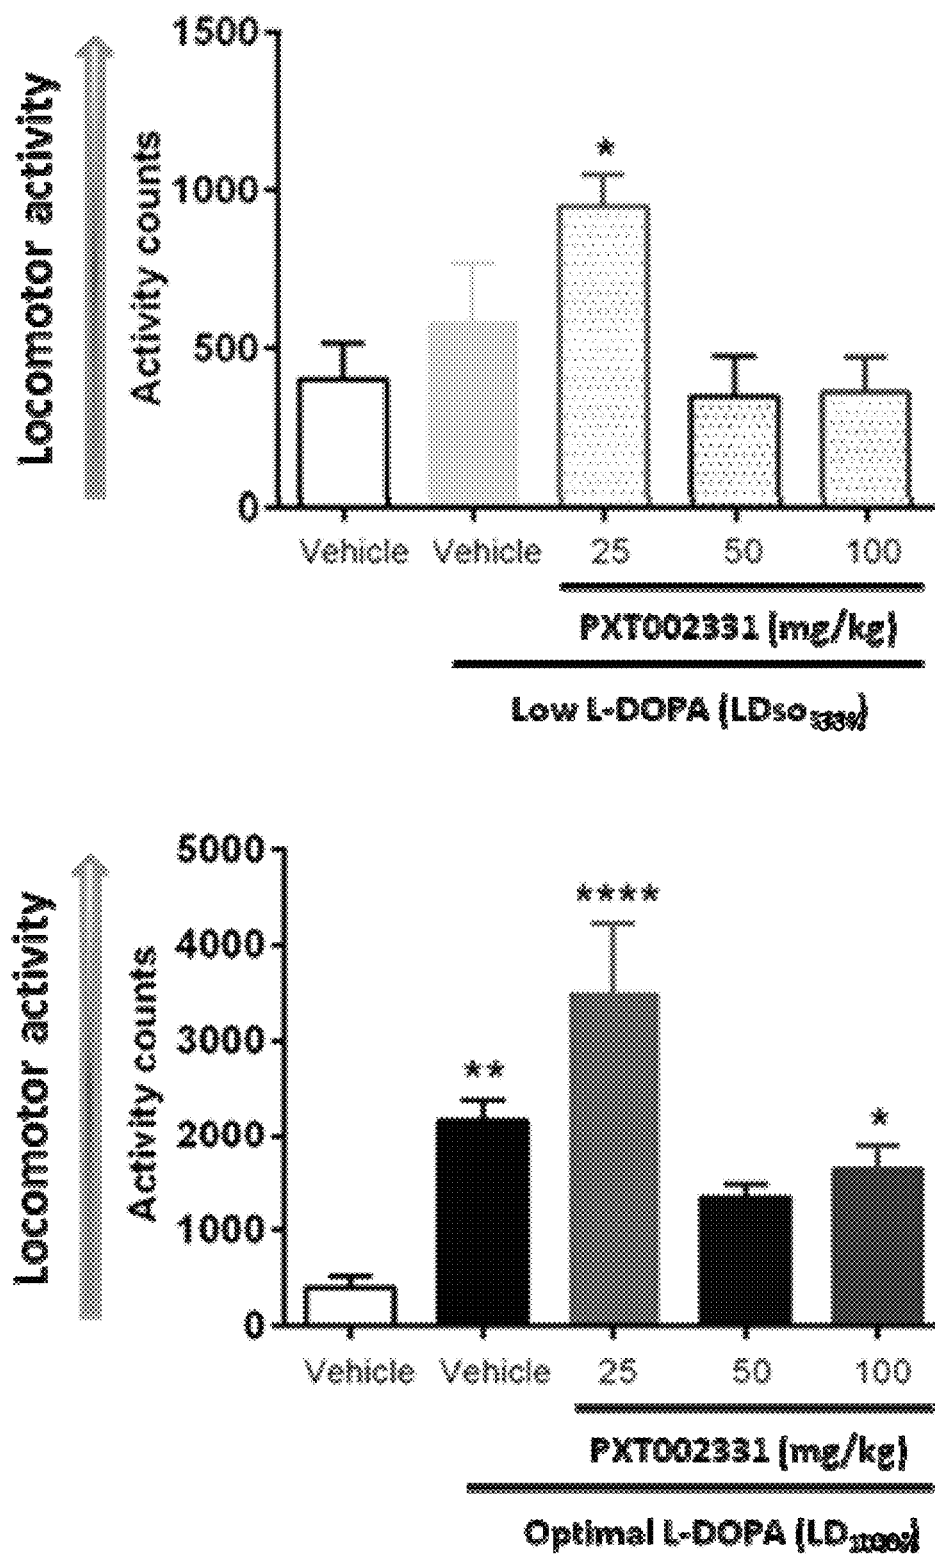 Locomotor activity
Activity counts
1500
1000
500
0
*
Vehicle Vehicle 25 50 100
PXT002331 (mg/kg)
Low L-DOPA (LDso
Locomotor activity
Activity counts
5000
4000
3000
2000
1000
0
**
****
*
Vehicle Vehicle 25 50 100
PXT002331 (mg/kg)
Optimal L-DOPA (LD